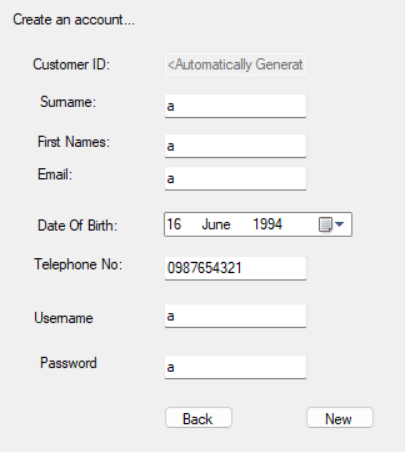 Create an account...
Customer ID: <Automatically Generat
Surname: a
First Names: a
Email: a
Date Of Birth: 16 June 1994
Telephone No: 0987654321
Username a
Password a
Back New